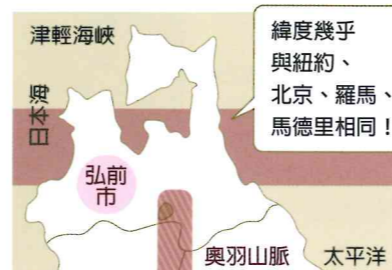 津輕海峽
緯度幾乎
與紐約、
北京、羅馬、
馬德里相同！
日本海
弘前
市
奧羽山脈
太平洋